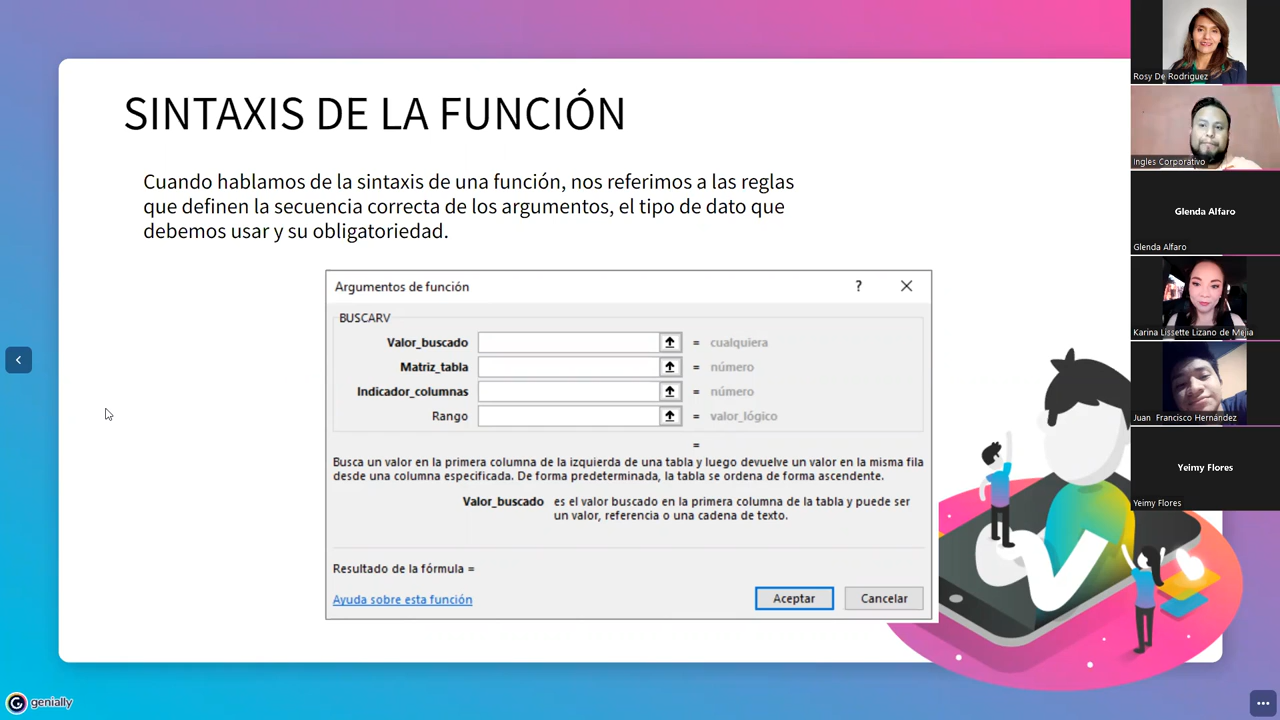 SINTAXIS DE LA FUNCIÓN
Cuando hablamos de la sintaxis de una función, nos referimos a las reglas
que definen la secuencia correcta de los argumentos, el tipo de dato que
debemos usar y su obligatoriedad.
Argumentos de función
?
BUSCARV
Valor_buscado = cualquiera
Matriz_tabla = número
Indicador_columnas = número
Rango = valor_lógico
=
Busca un valor en la primera columna de la izquierda de una tabla y luego devuelve un valor en la misma fila
desde una columna especificada. De forma predeterminada, la tabla se ordena de forma ascendente.
Valor_buscado es el valor buscado en la primera columna de la tabla y puede ser
un valor, referencia o una cadena de texto.
Resultado de la fórmula =
Ayuda sobre esta función
Aceptar
Cancelar
genially
Rosy De Rodriguez
Ingles Corporativo
Glenda Alfaro
Glenda Alfaro
Karina Lissette Lizano de Mejia
Juan Francisco Hernández
Yeimy Flores
Yeimy Flores